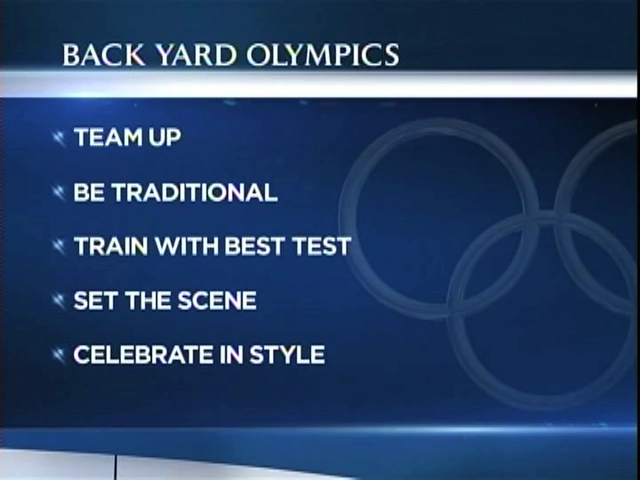 BACK YARD OLYMPICS
TEAM UP
BE TRADITIONAL
TRAIN WITH BEST TEST
SET THE SCENE
CELEBRATE IN STYLE